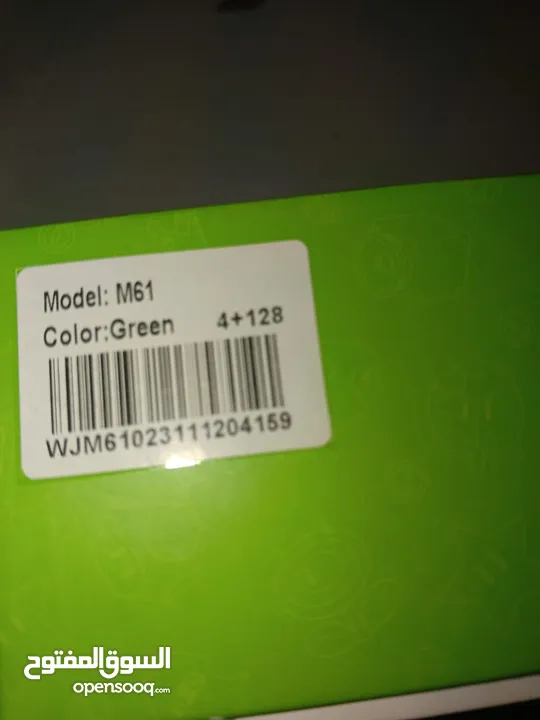 Model: M61
Color:Green 4+128
WJM61023111204159
السوق المفتوح
opensooq.com